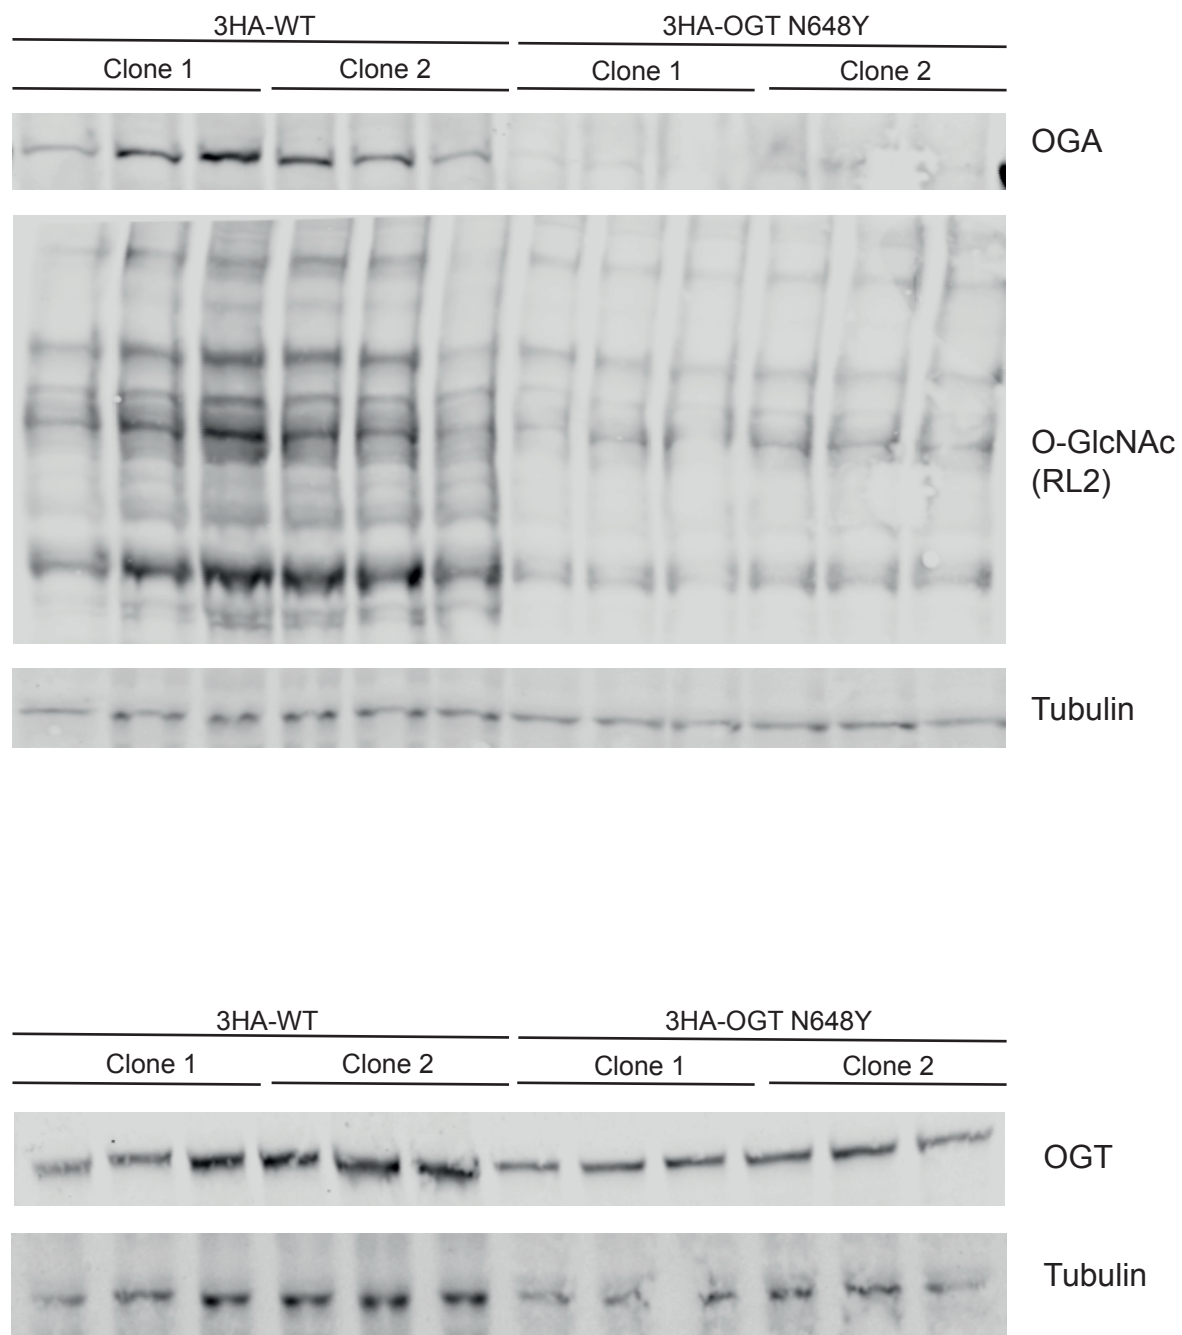 3HA-WT 3HA-OGT N648Y
Clone 1 Clone 2 Clone 1 Clone 2
OGA
O-GlcNAc
(RL2)
Tubulin
3HA-WT 3HA-OGT N648Y
Clone 1 Clone 2 Clone 1 Clone 2
OGT
Tubulin